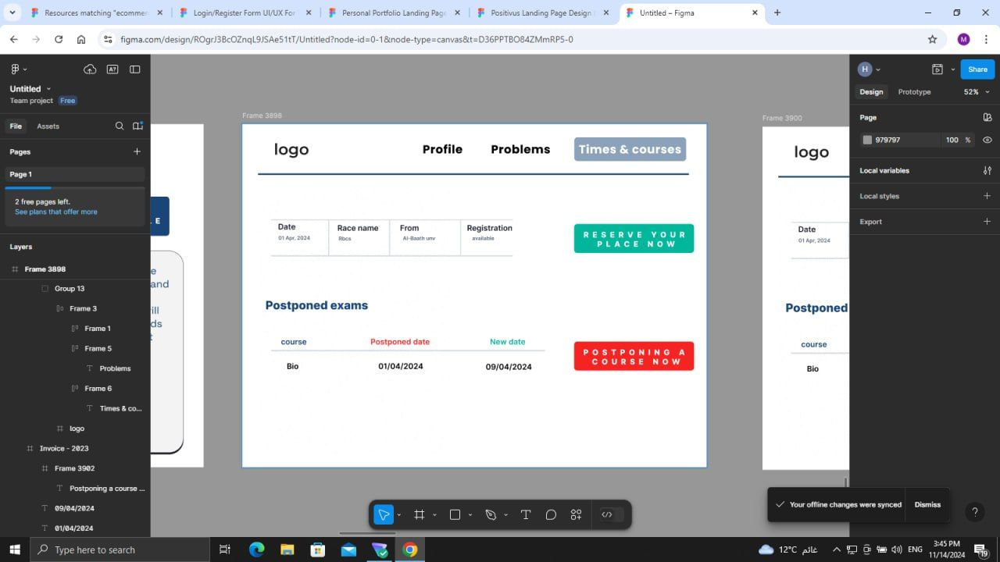 Resources matching "ecommer
Login/Register Form UI/UX For
Personal Portfolio Landing Page
Positivus Landing Page Design
Untitled – Figma
figma.com/design/ROgrJ3BcOZnqL9JSAe51tT/Untitled?node-id=0-1&node-type=canvas&t=D36PPTBO84ZMmRP5-0
M
Untitled
Team project Free
File Assets
Pages
Page 1
2 free pages left.
See plans that offer more
Layers
Frame 3898
Group 13
Frame 3
Frame 1
Frame 5
Problems
Frame 6
Times & co...
logo
Invoice - 2023
Frame 3902
Postponing a course ...
09/04/2024
01/04/2024
E
e
and
ill
ds
t
Frame 3898
logo
Profile Problems Times & courses
Date Race name From Registration
01 Apr, 2024 Rbcs Al-Baath unv available
RESERVE YOUR
PLACE NOW
Postponed exams
course Postponed date New date
Bio 01/04/2024 09/04/2024
POSTPONING A
COURSE NOW
Frame 3900
logo
Date
01 Apr, 2024
Postponed
course
Bio
H
Share
Design Prototype 52%
Page
979797 100 %
Local variables
Local styles
Export
Your offline changes were synced Dismiss
?
Type here to search
12°C غائم
ENG
3:45 PM
11/14/2024